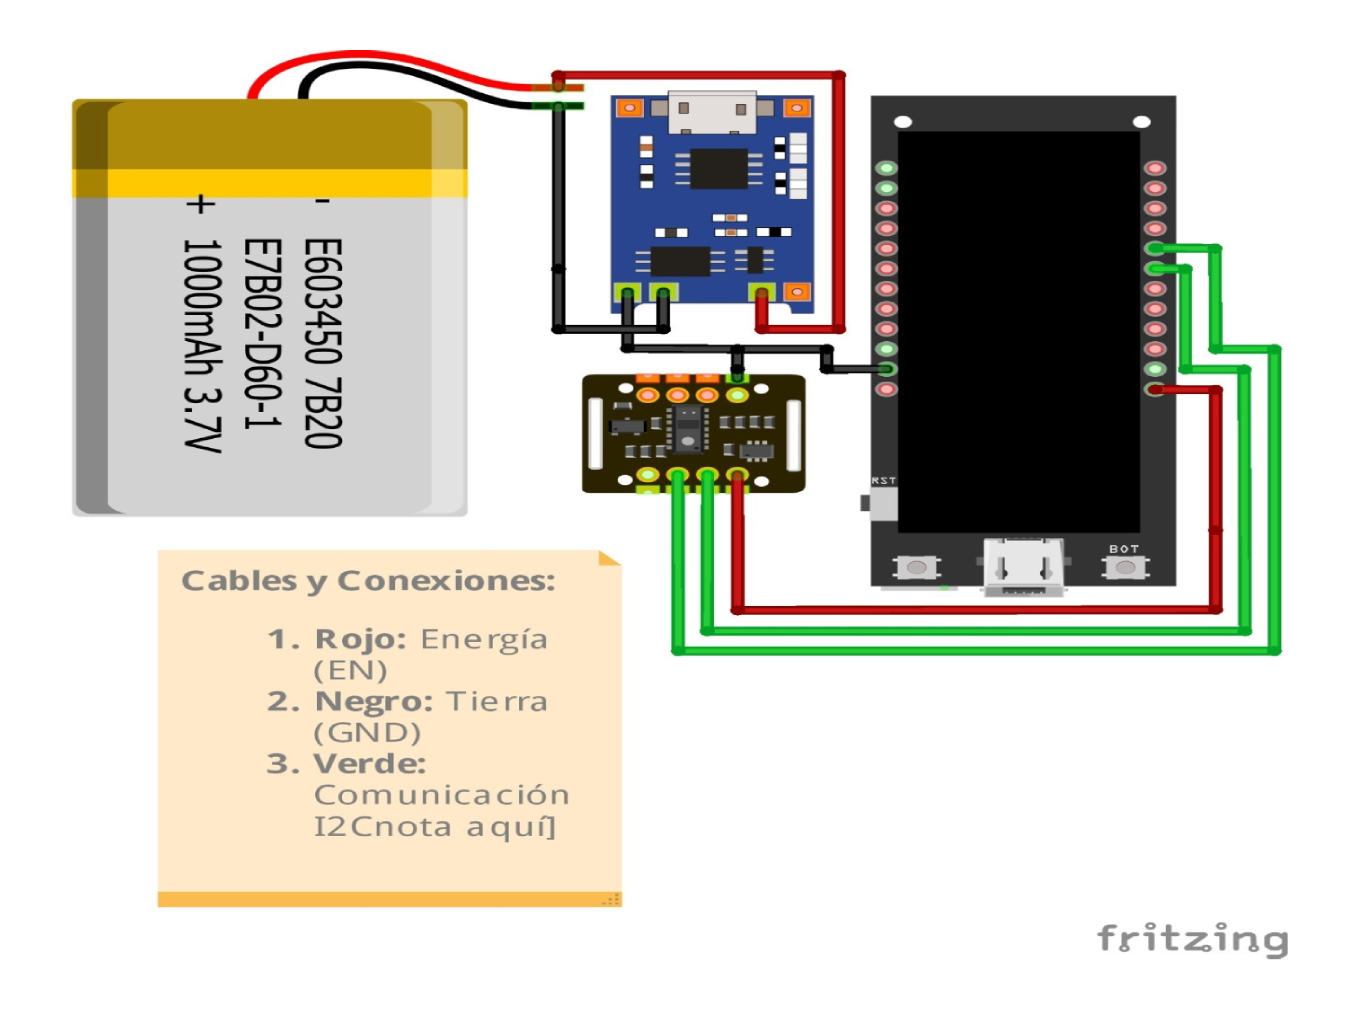 + -
E603450 7B20
E7B02-D60-1
1000mAh 3.7V
RST
BOT
Cables y Conexiones:
1. Rojo: Energía
(EN)
2. Negro: Tierra
(GND)
3. Verde:
Comunicación
I2Cnota aquí]
fritzing